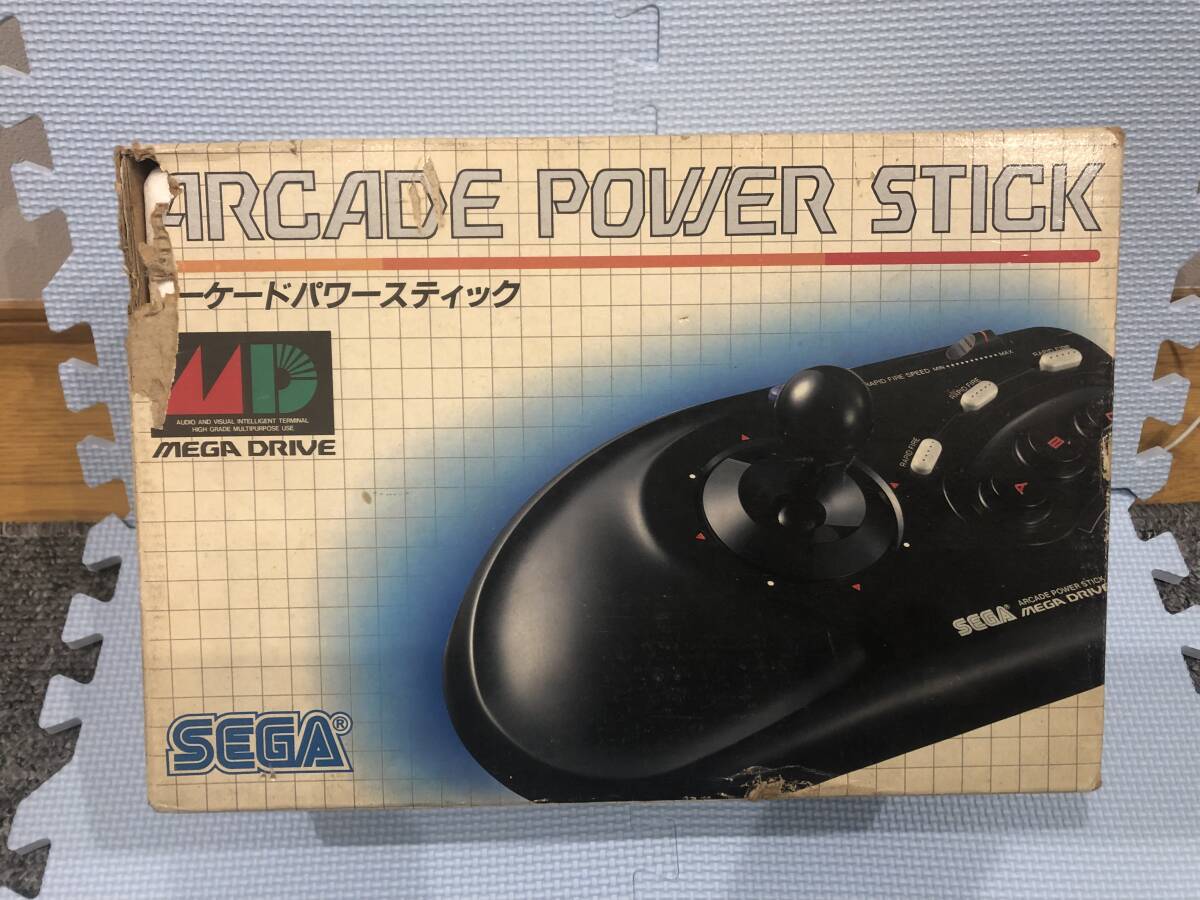 ARCADE POWER STICK
ーケードパワースティック
MD
AUDIO AND VISUAL INTELLIGENT TERMINAL
HIGH GRADE MULTIPURPOSE USE
MEGA DRIVE
RAPID FIRE SPEED MIN MAX
RAPID FIRE
RAPID FIRE
RAPID FIRE
A
B
SEGA
ARCADE POWER STICK
MEGA DRIVE
SEGA®